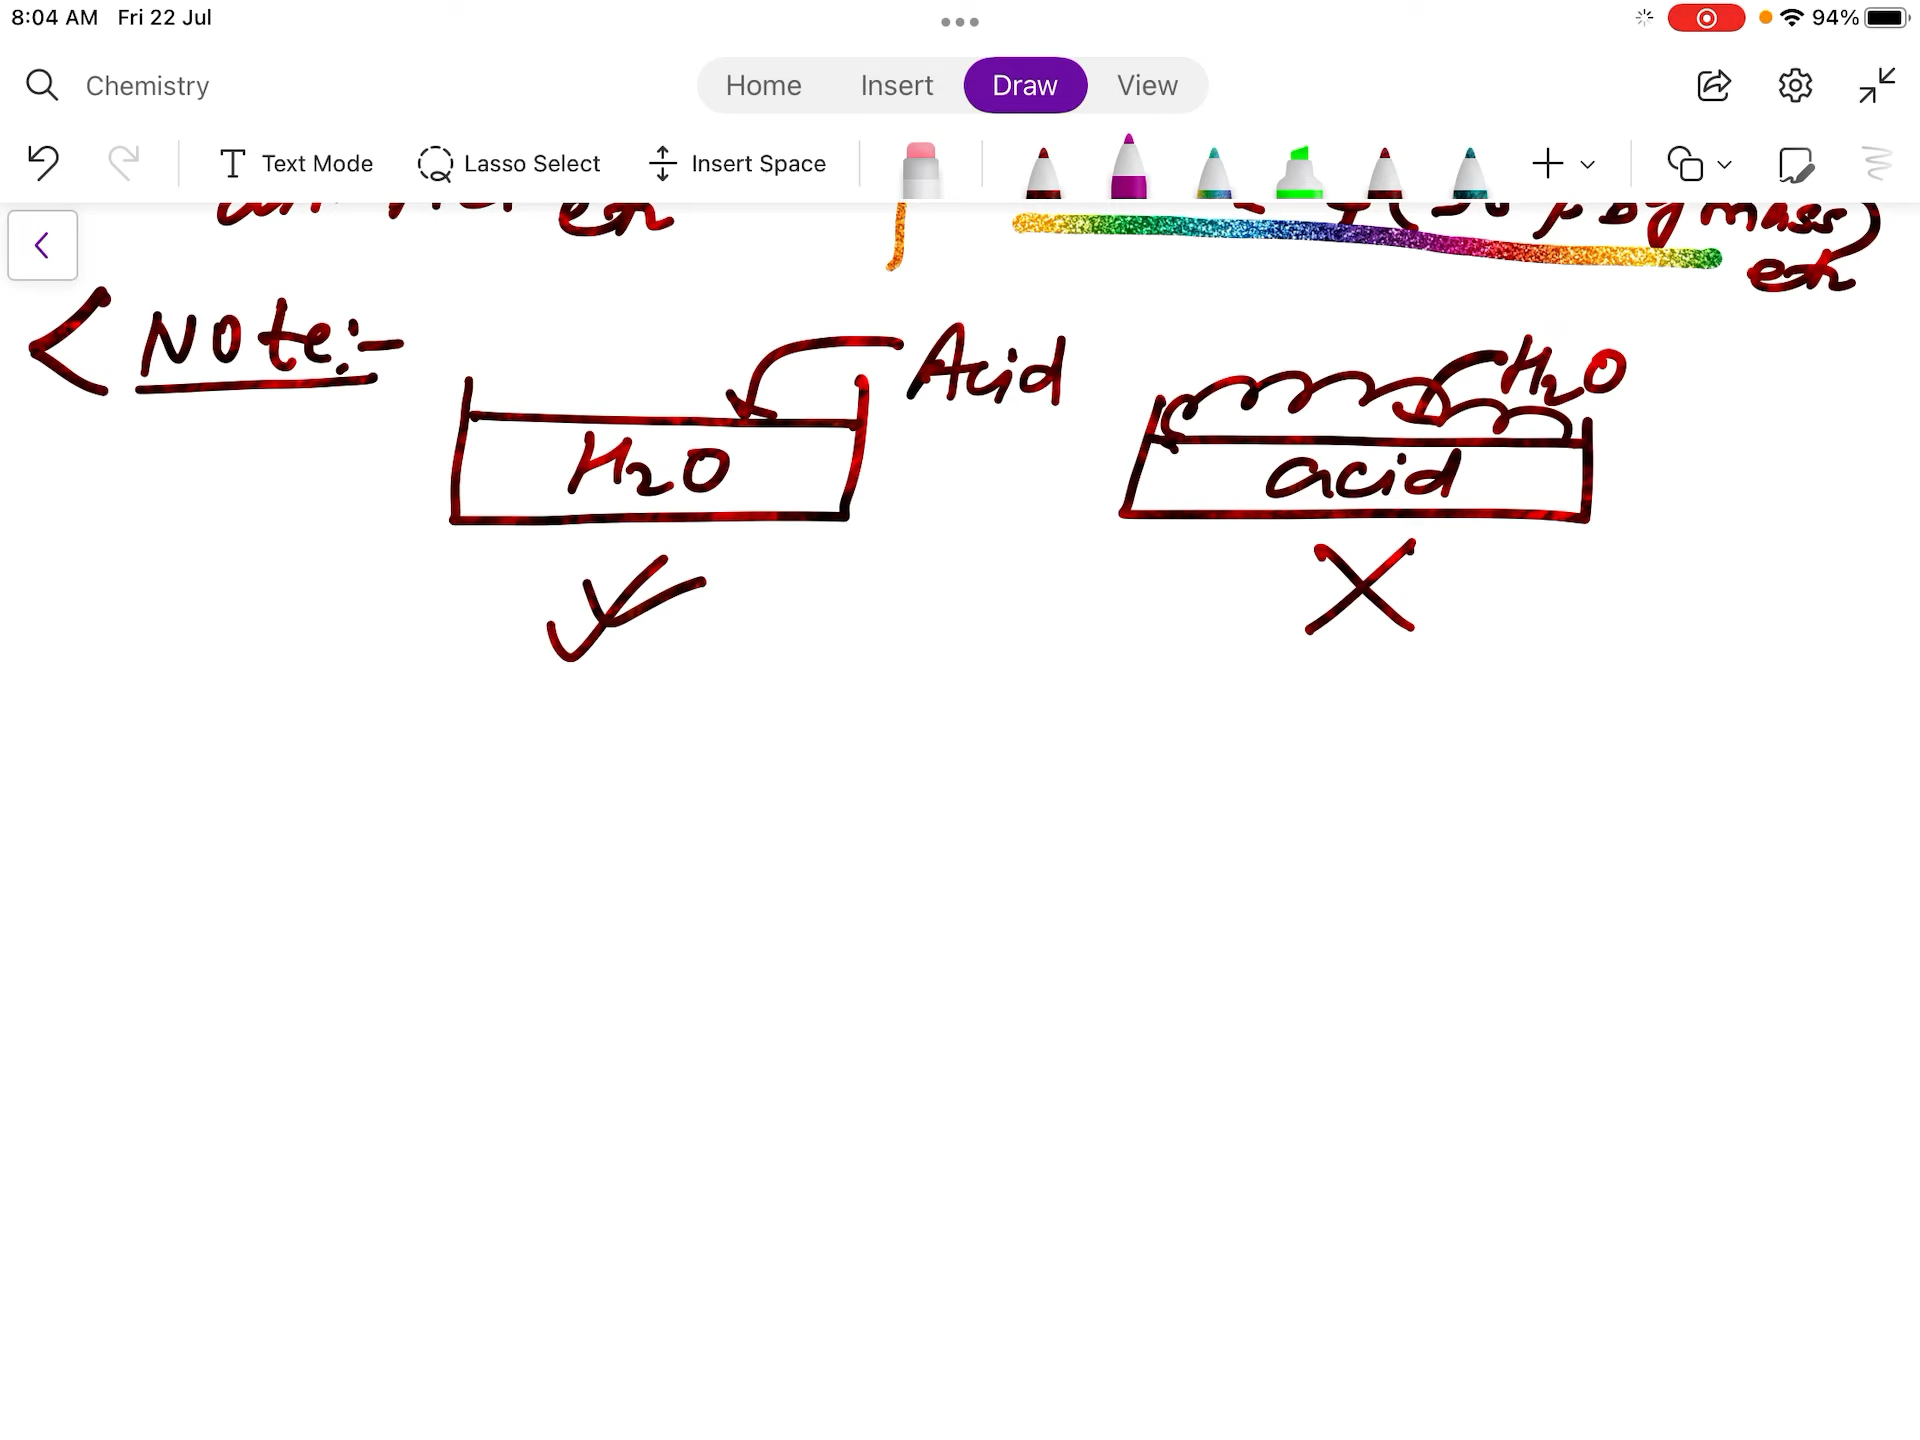 8:04 AM Fri 22 Jul
94%
Chemistry
Home Insert Draw View
Text Mode Lasso Select Insert Space
by mass)
Note:-
Acid
H₂O
H₂O
acid